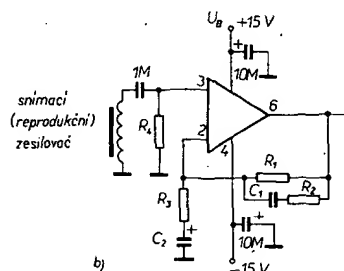 U_B
+15 V
+
1M
3
10M
snímací
(reprodukční)
zesilovač
R₄
6
2
4
R₁
C₁
R₂
R₃
+
C₂
+
10M
b)
-15 V